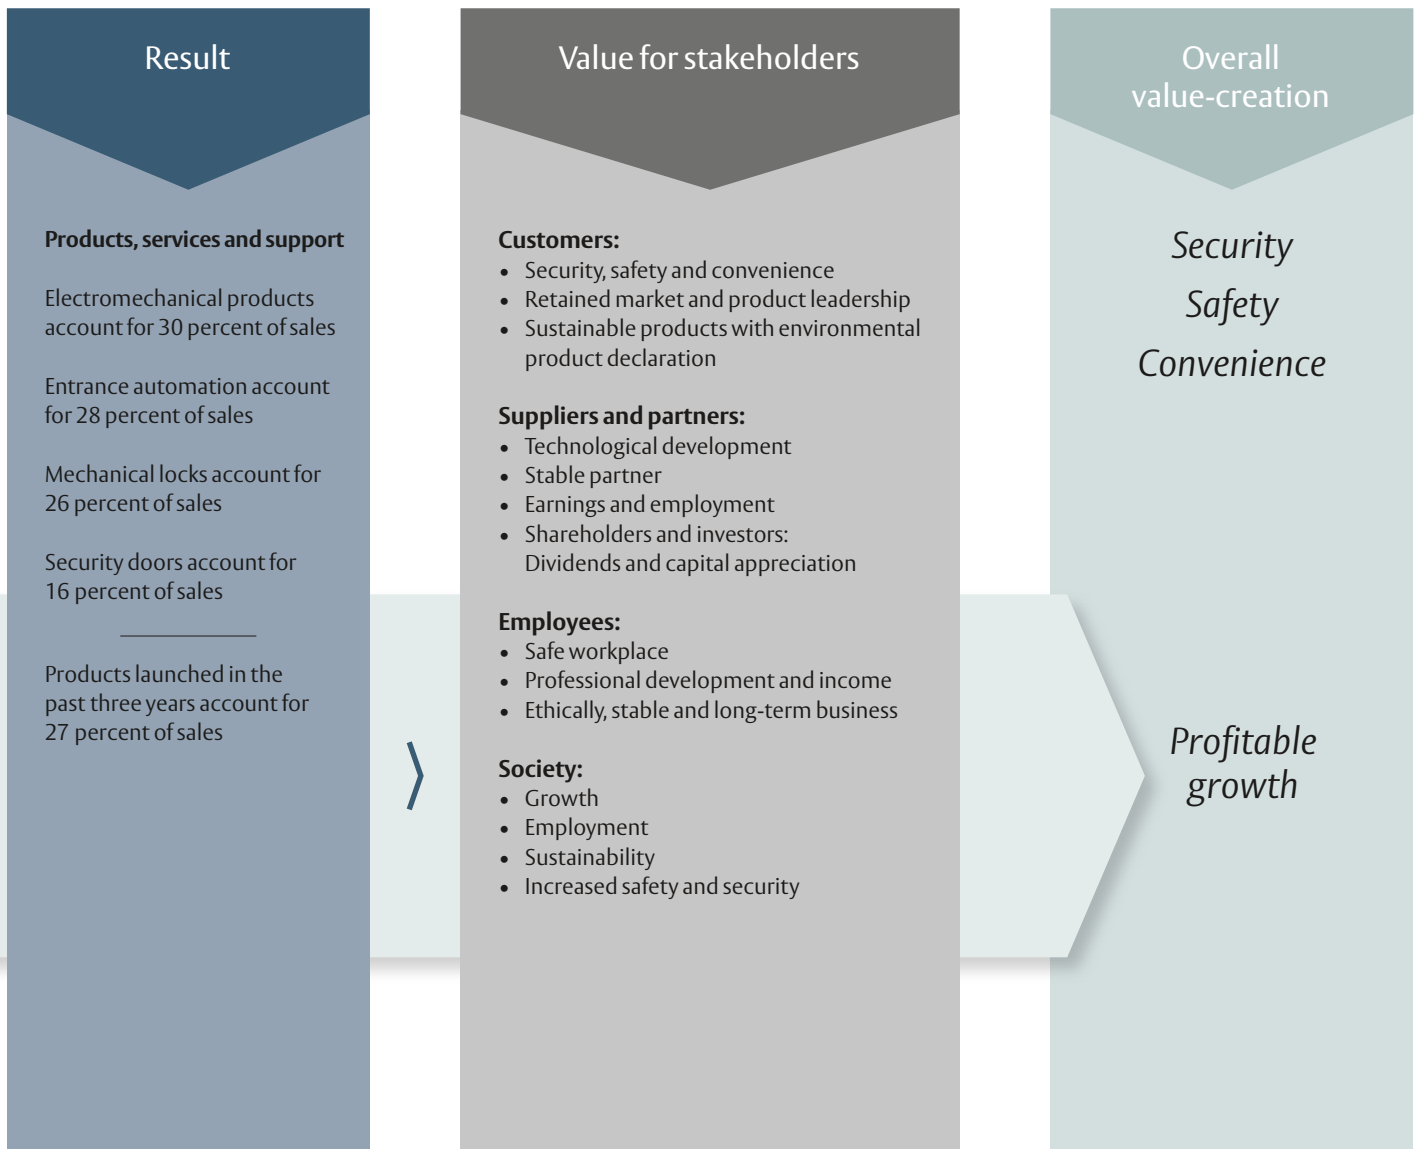 Result
Products, services and support
Electromechanical products
account for 30 percent of sales
Entrance automation account
for 28 percent of sales
Mechanical locks account for
26 percent of sales
Security doors account for
16 percent of sales
Products launched in the
past three years account for
27 percent of sales
Value for stakeholders
Customers:
• Security, safety and convenience
• Retained market and product leadership
• Sustainable products with environmental
product declaration
Suppliers and partners:
• Technological development
• Stable partner
• Earnings and employment
• Shareholders and investors:
Dividends and capital appreciation
Employees:
• Safe workplace
• Professional development and income
• Ethically, stable and long-term business
Society:
• Growth
• Employment
• Sustainability
• Increased safety and security
Overall
value-creation
Security
Safety
Convenience
Profitable
growth